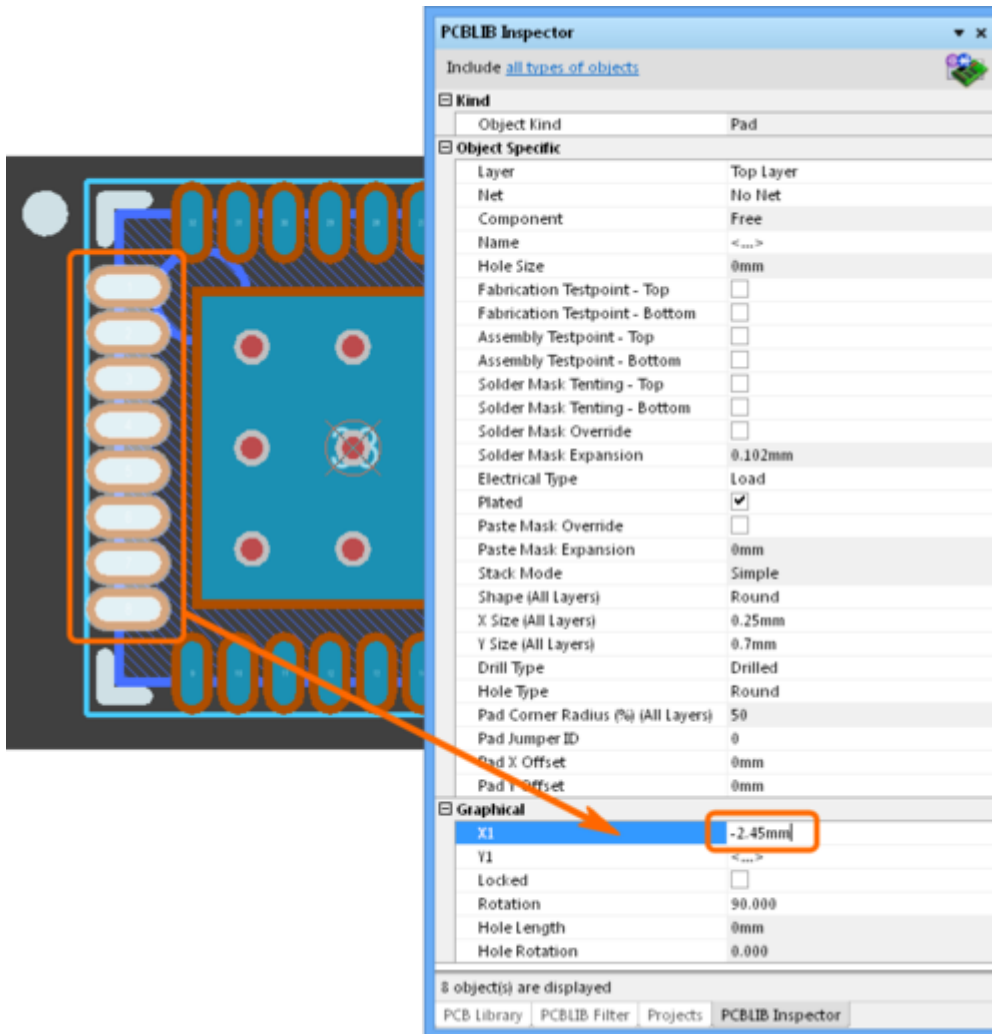 PCBLIB Inspector
Include all types of objects
Kind
Object Kind Pad
Object Specific
Layer Top Layer
Net No Net
Component Free
Name <...>
Hole Size 0mm
Fabrication Testpoint - Top
Fabrication Testpoint - Bottom
Assembly Testpoint - Top
Assembly Testpoint - Bottom
Solder Mask Tenting - Top
Solder Mask Tenting - Bottom
Solder Mask Override
Solder Mask Expansion 0.102mm
Electrical Type Load
Plated
Paste Mask Override
Paste Mask Expansion 0mm
Stack Mode Simple
Shape (All Layers) Round
X Size (All Layers) 0.25mm
Y Size (All Layers) 0.7mm
Drill Type Drilled
Hole Type Round
Pad Corner Radius (%) (All Layers) 50
Pad Jumper ID 0
Pad X Offset 0mm
Pad Y Offset 0mm
Graphical
X1 -2.45mm
Y1 <...>
Locked
Rotation 90.000
Hole Length 0mm
Hole Rotation 0.000
8 object(s) are displayed
PCB Library PCBLIB Filter Projects PCBLIB Inspector